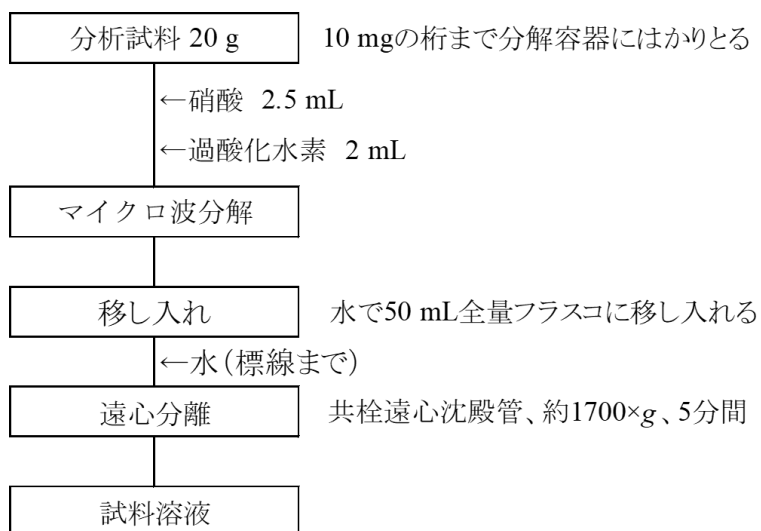 分析試料 20 g　10 mgの桁まで分解容器にはかりとる
←硝酸 2.5 mL
←過酸化水素 2 mL
マイクロ波分解
移し入れ　水で50 mL全量フラスコに移し入れる
←水（標線まで）
遠心分離　共栓遠心沈殿管、約1700×g、5分間
試料溶液